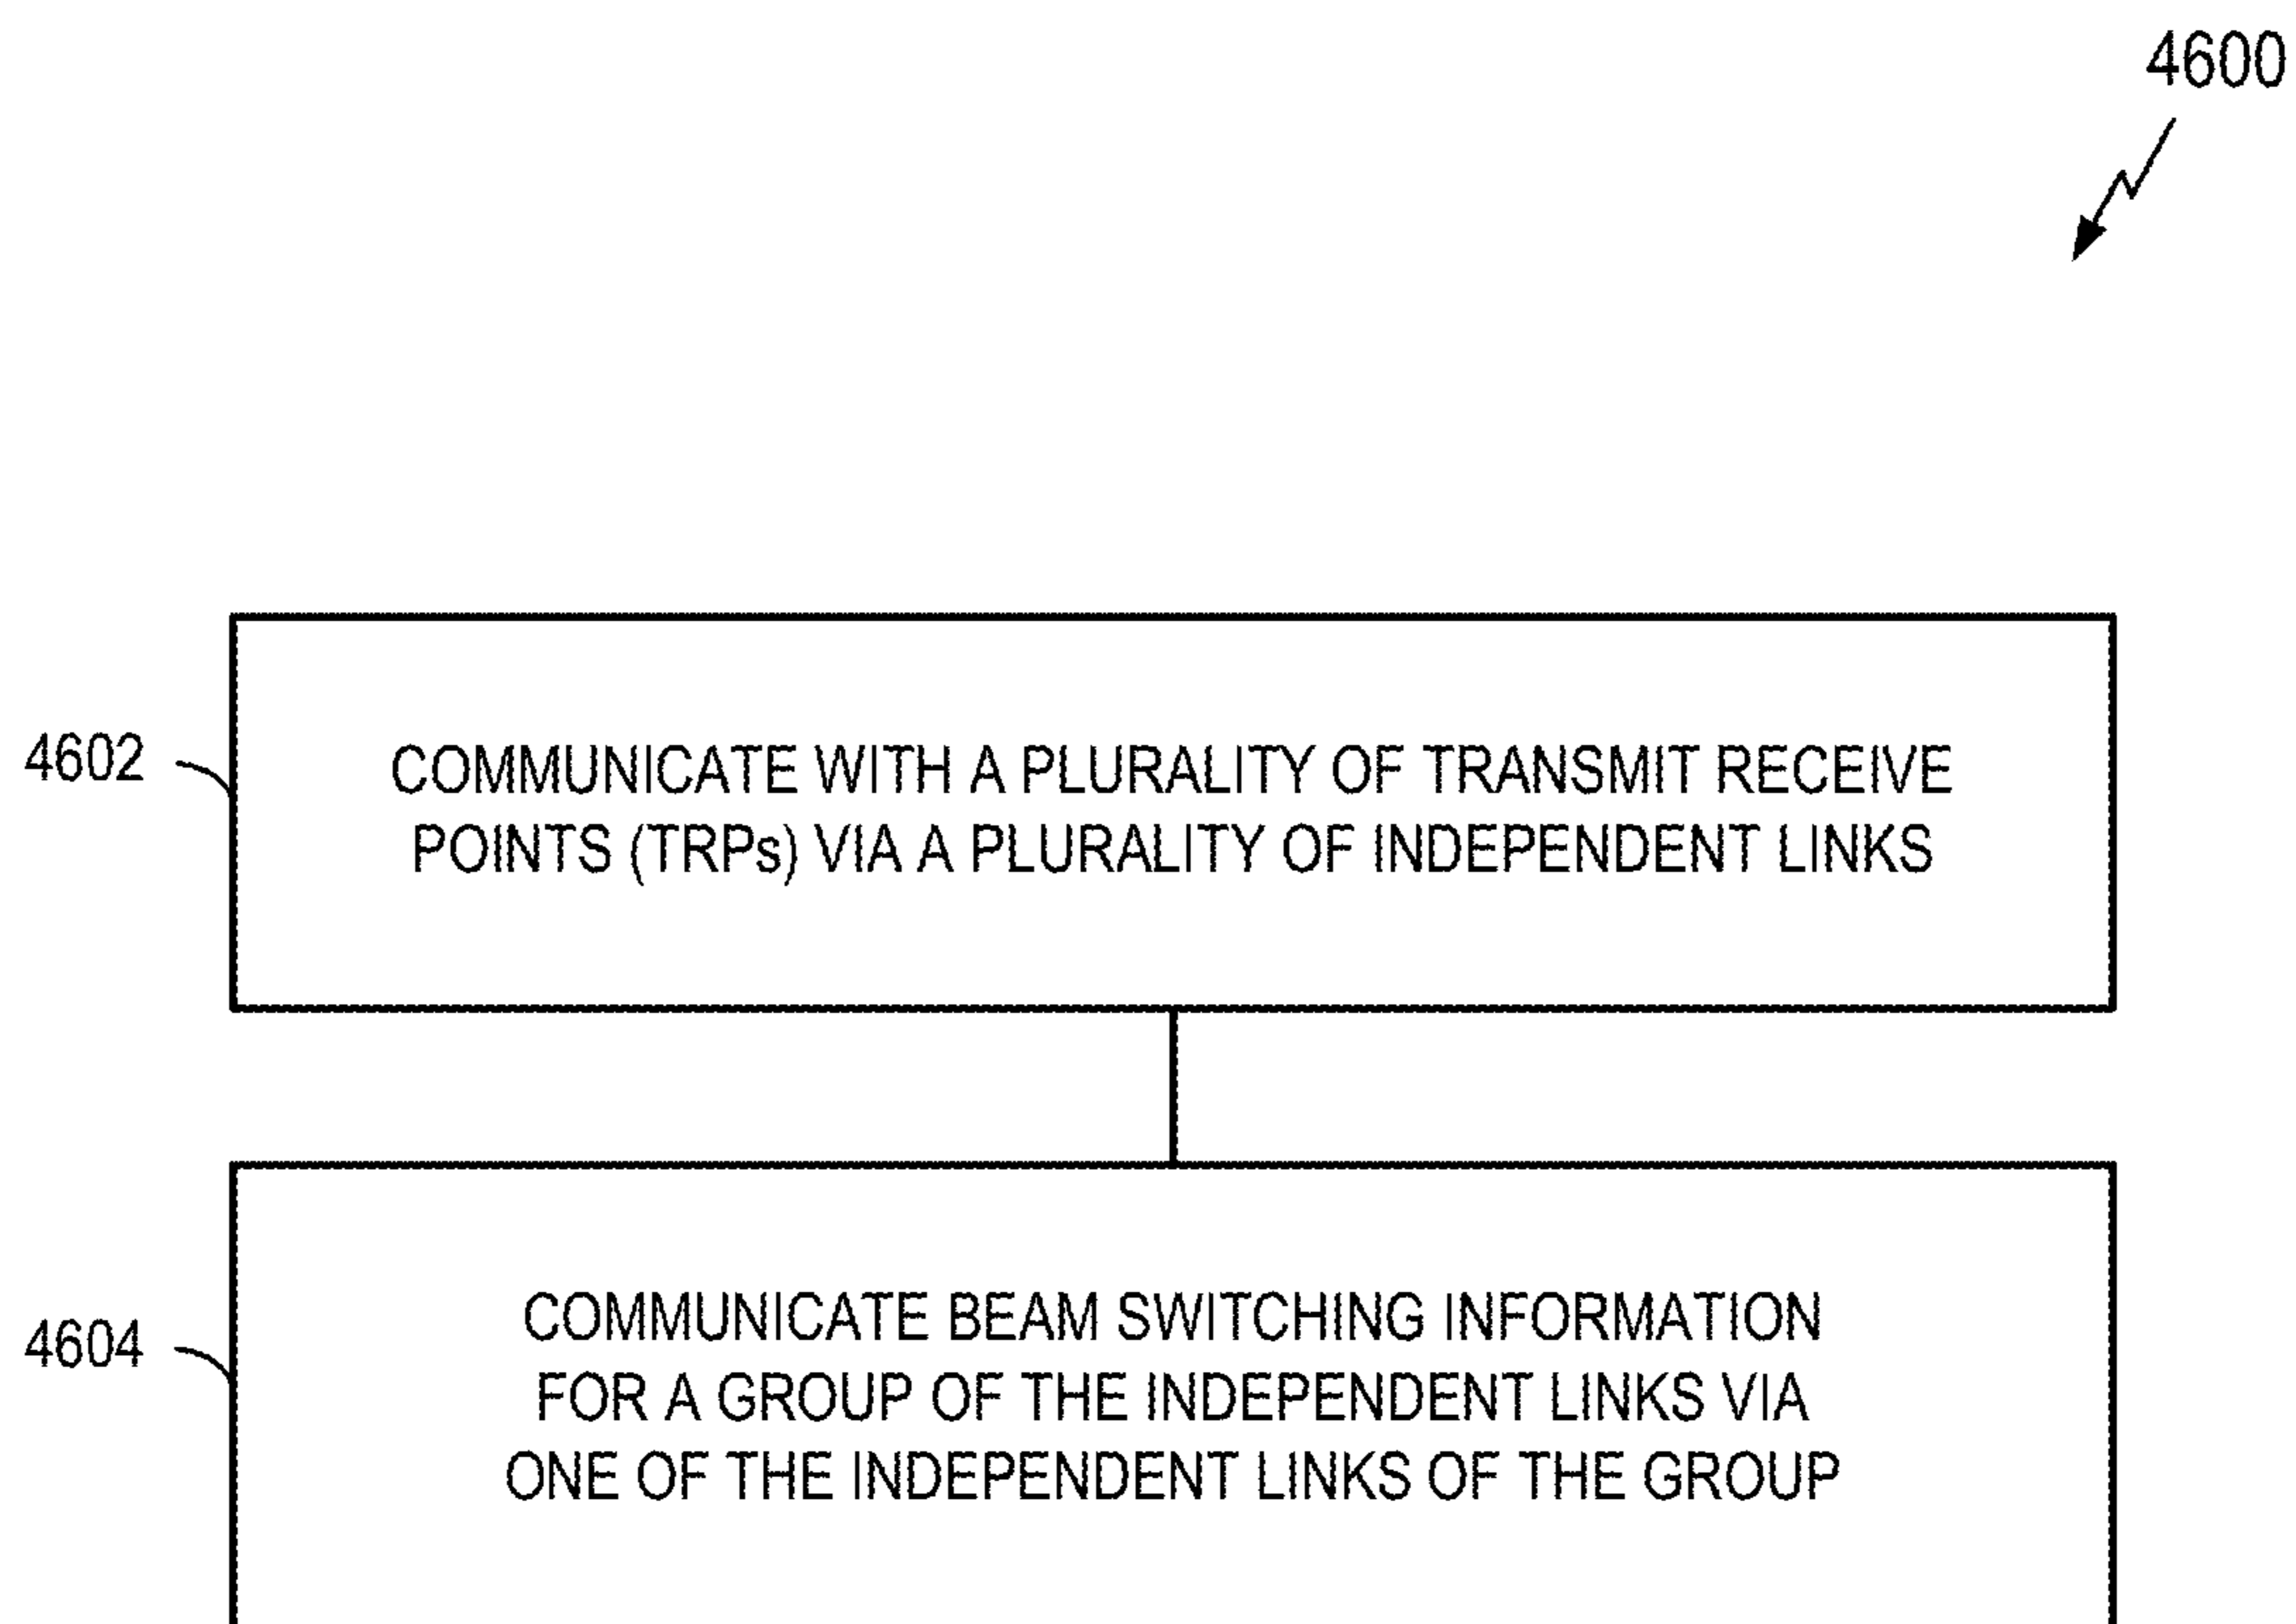 4600
4602
COMMUNICATE WITH A PLURALITY OF TRANSMIT RECEIVE
POINTS (TRPs) VIA A PLURALITY OF INDEPENDENT LINKS
4604
COMMUNICATE BEAM SWITCHING INFORMATION
FOR A GROUP OF THE INDEPENDENT LINKS VIA
ONE OF THE INDEPENDENT LINKS OF THE GROUP